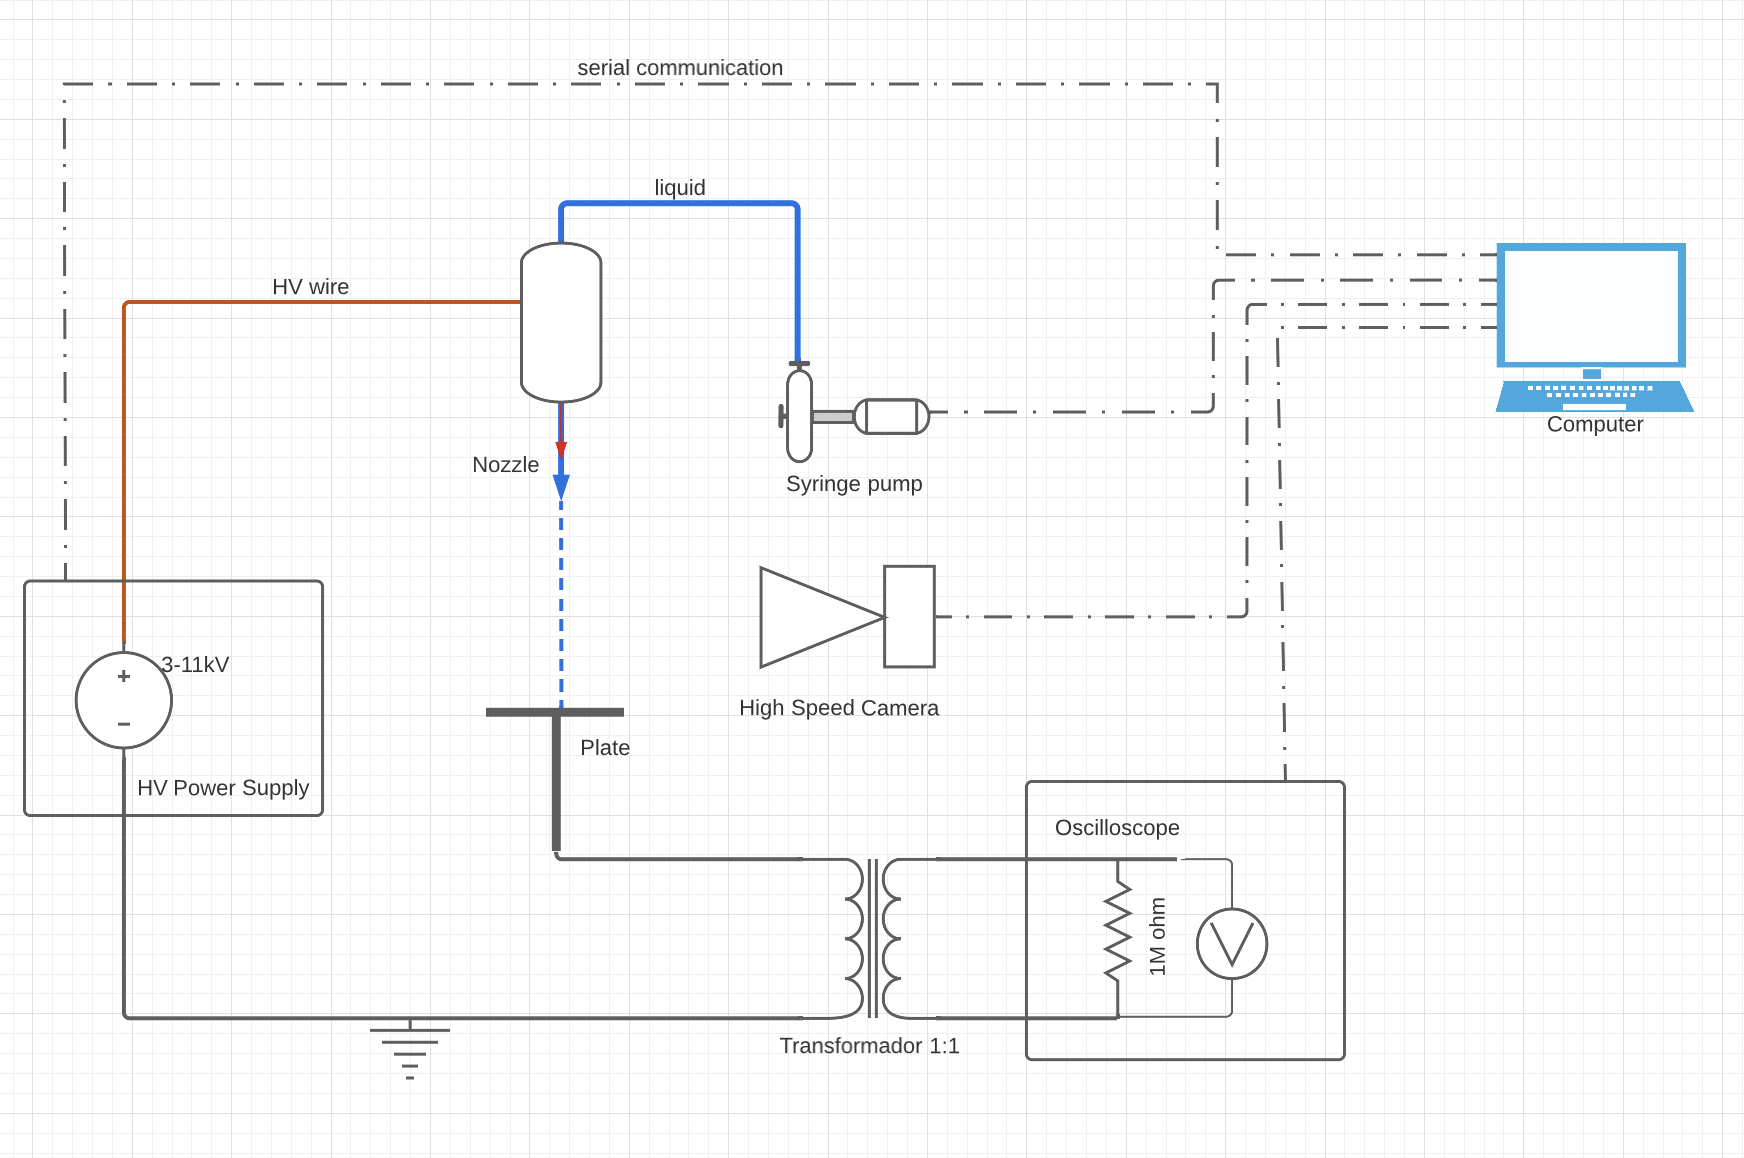 serial communication
liquid
HV wire
Computer
Nozzle
Syringe pump
3-11kV
High Speed Camera
Plate
HV Power Supply
Oscilloscope
1M ohm
Transformador 1:1